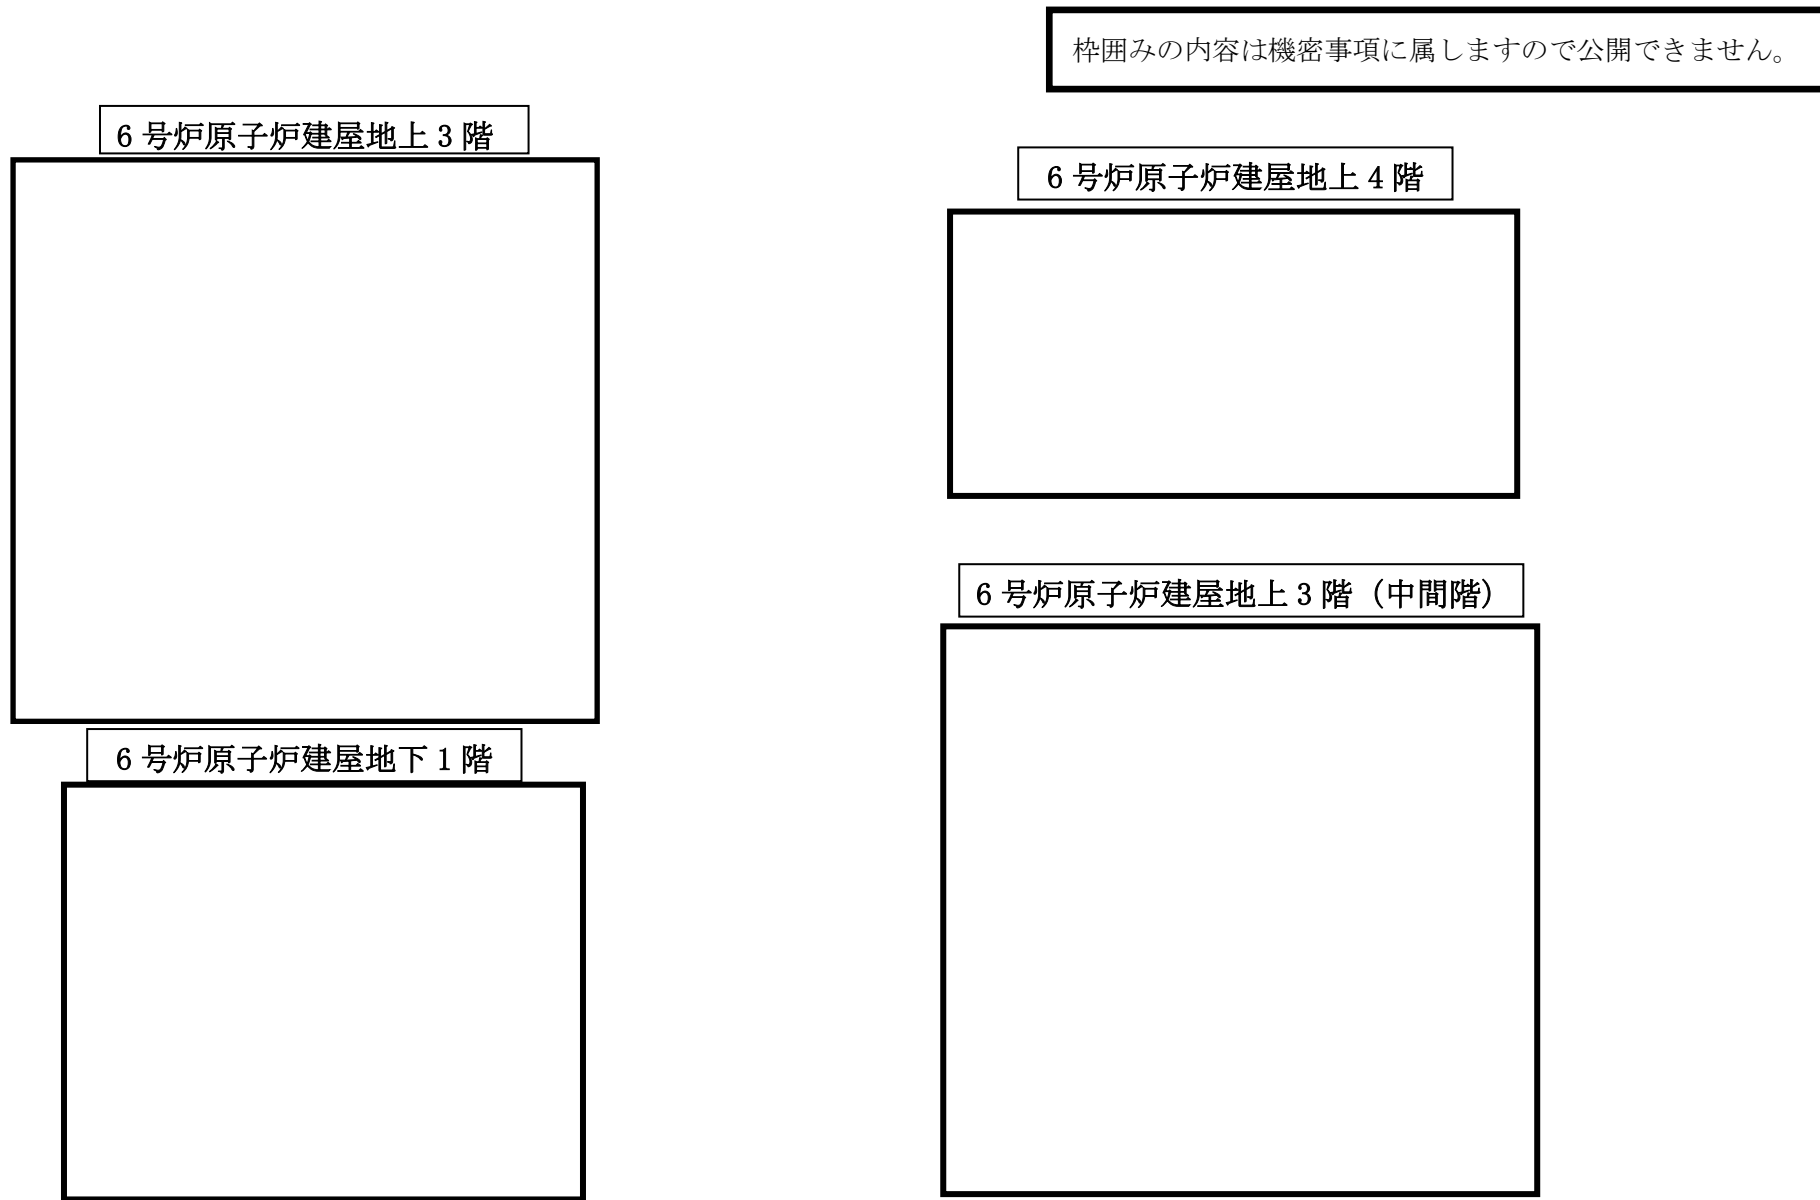 枠囲みの内容は機密事項に属しますので公開できません。
6号炉原子炉建屋地上3階
6号炉原子炉建屋地上4階
6号炉原子炉建屋地上3階（中間階）
6号炉原子炉建屋地下1階